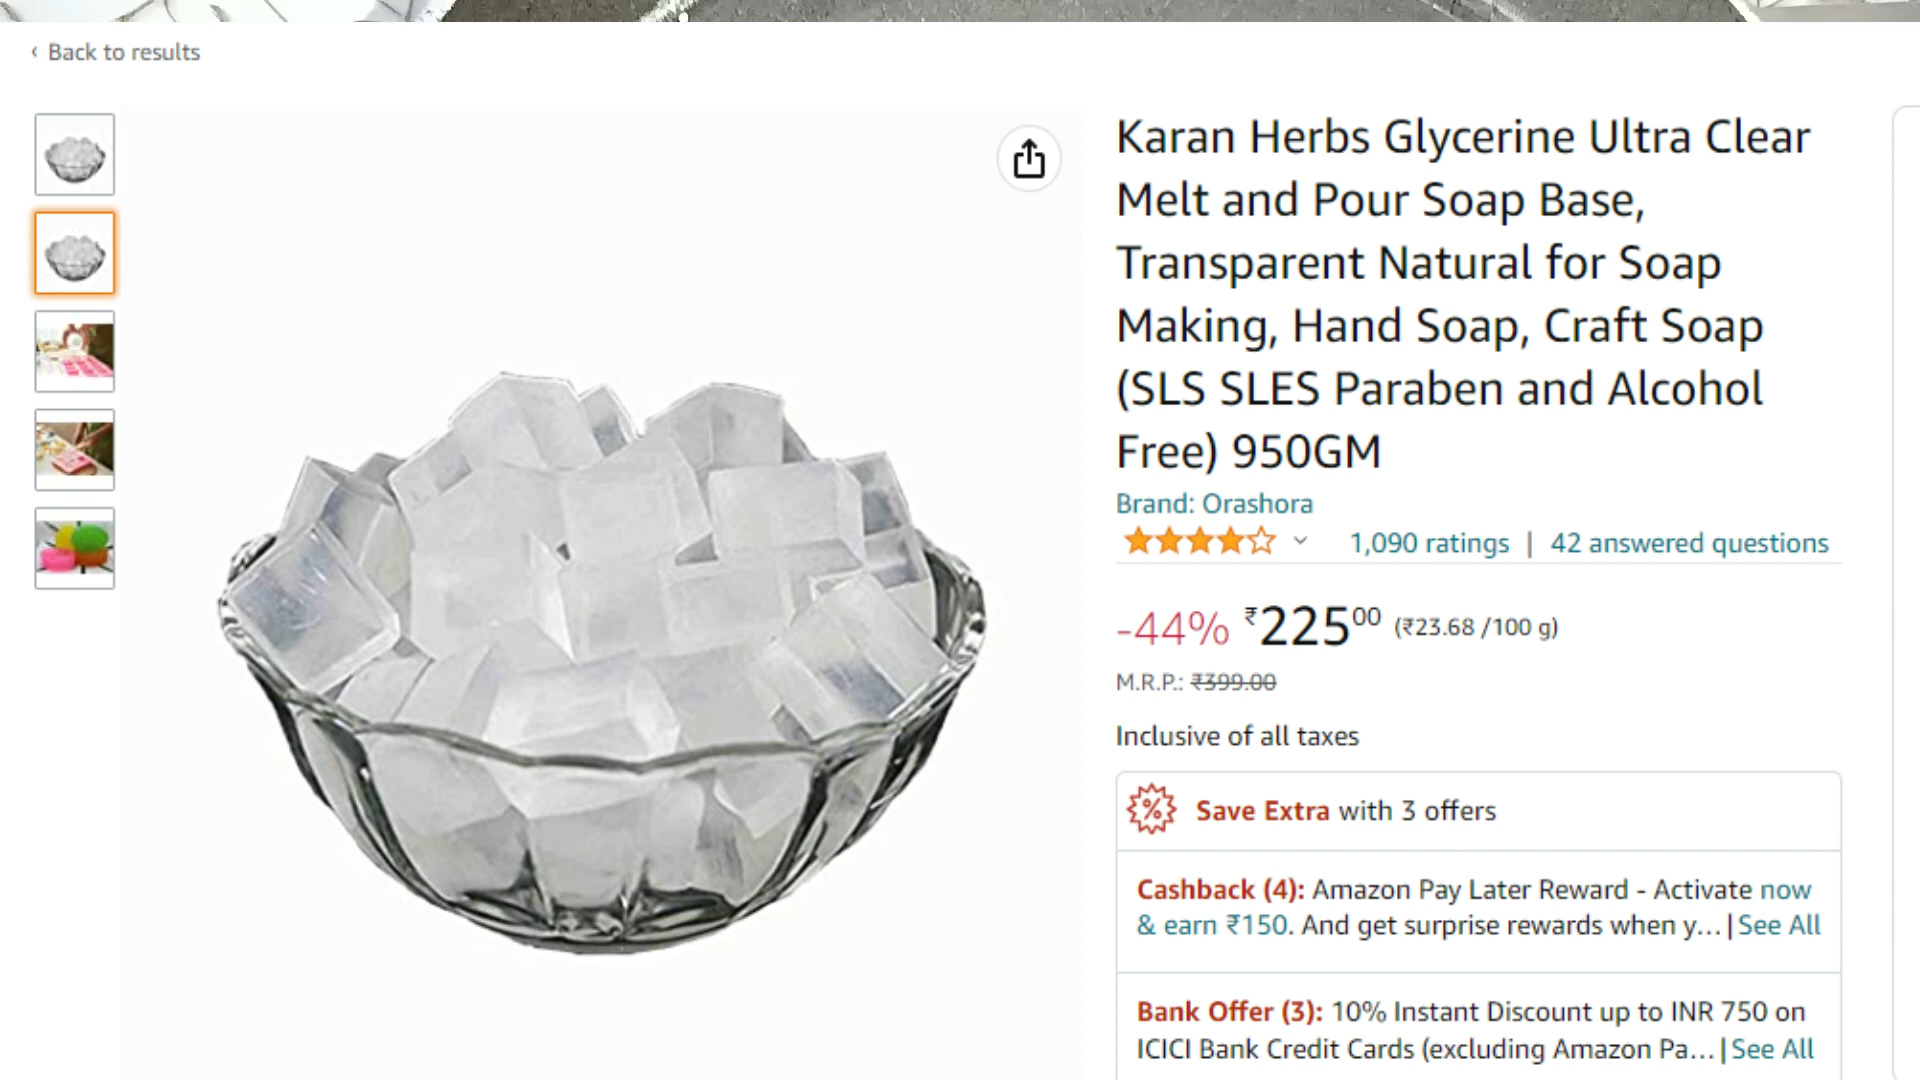 ‹ Back to results
Karan Herbs Glycerine Ultra Clear
Melt and Pour Soap Base,
Transparent Natural for Soap
Making, Hand Soap, Craft Soap
(SLS SLES Paraben and Alcohol
Free) 950GM
Brand: Orashora
1,090 ratings | 42 answered questions
-44% ₹22500 (₹23.68 /100 g)
M.R.P.: ₹399.00
Inclusive of all taxes
% Save Extra with 3 offers
Cashback (4): Amazon Pay Later Reward - Activate now
& earn ₹150. And get surprise rewards when y... | See All
Bank Offer (3): 10% Instant Discount up to INR 750 on
ICICI Bank Credit Cards (excluding Amazon Pa... | See All